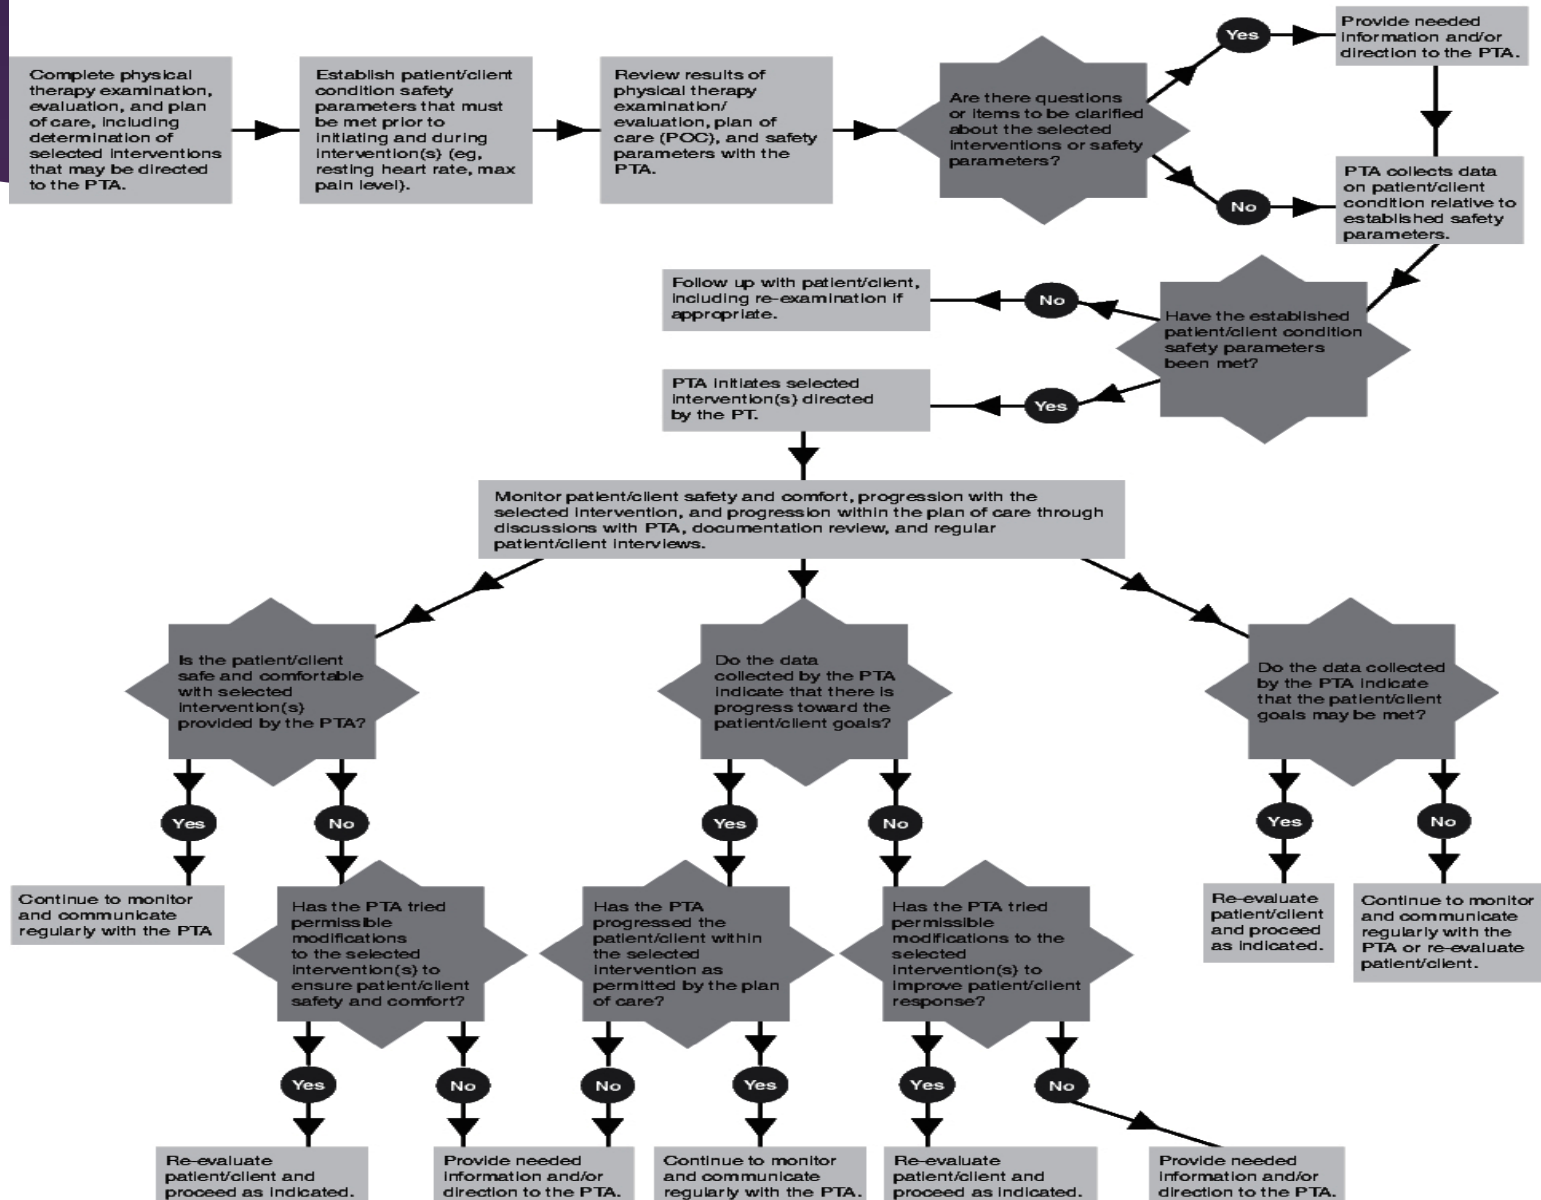 Complete physical
therapy examination,
evaluation, and plan
of care, including
determination of
selected interventions
that may be directed
to the PTA.
Establish patient/client
condition safety
parameters that must
be met prior to
initiating and during
intervention(s) (eg,
resting heart rate, max
pain level).
Review results of
physical therapy
examination/
evaluation, plan of
care (POC), and safety
parameters with the
PTA.
Are there questions
or items to be clarified
about the selected
interventions or safety
parameters?
Yes
Provide needed
information and/or
direction to the PTA.
No
PTA collects data
on patient/client
condition relative to
established safety
parameters.
Have the established
patient/client condition
safety parameters
been met?
No
Follow up with patient/client,
including re-examination if
appropriate.
Yes
PTA initiates selected
intervention(s) directed
by the PT.
Monitor patient/client safety and comfort, progression with the
selected intervention, and progression within the plan of care through
discussions with PTA, documentation review, and regular
patient/client interviews.
Is the patient/client
safe and comfortable
with selected
intervention(s)
provided by the PTA?
Do the data
collected by the PTA
indicate that there is
progress toward the
patient/client goals?
Do the data collected
by the PTA indicate
that the patient/client
goals may be met?
Yes
No
Yes
No
Yes
No
Continue to monitor
and communicate
regularly with the PTA
Has the PTA tried
permissible
modifications
to the selected
intervention(s) to
ensure patient/client
safety and comfort?
Has the PTA
progressed the
patient/client within
the selected
intervention as
permitted by the plan
of care?
Has the PTA tried
permissible
modifications to the
selected
intervention(s) to
improve patient/client
response?
Re-evaluate
patient/client
and proceed
as indicated.
Continue to monitor
and communicate
regularly with the
PTA or re-evaluate
patient/client.
Yes
No
No
Yes
Yes
No
Re-evaluate
patient/client and
proceed as indicated.
Provide needed
information and/or
direction to the PTA.
Continue to monitor
and communicate
regularly with the PTA.
Re-evaluate
patient/client and
proceed as indicated.
Provide needed
information and/or
direction to the PTA.